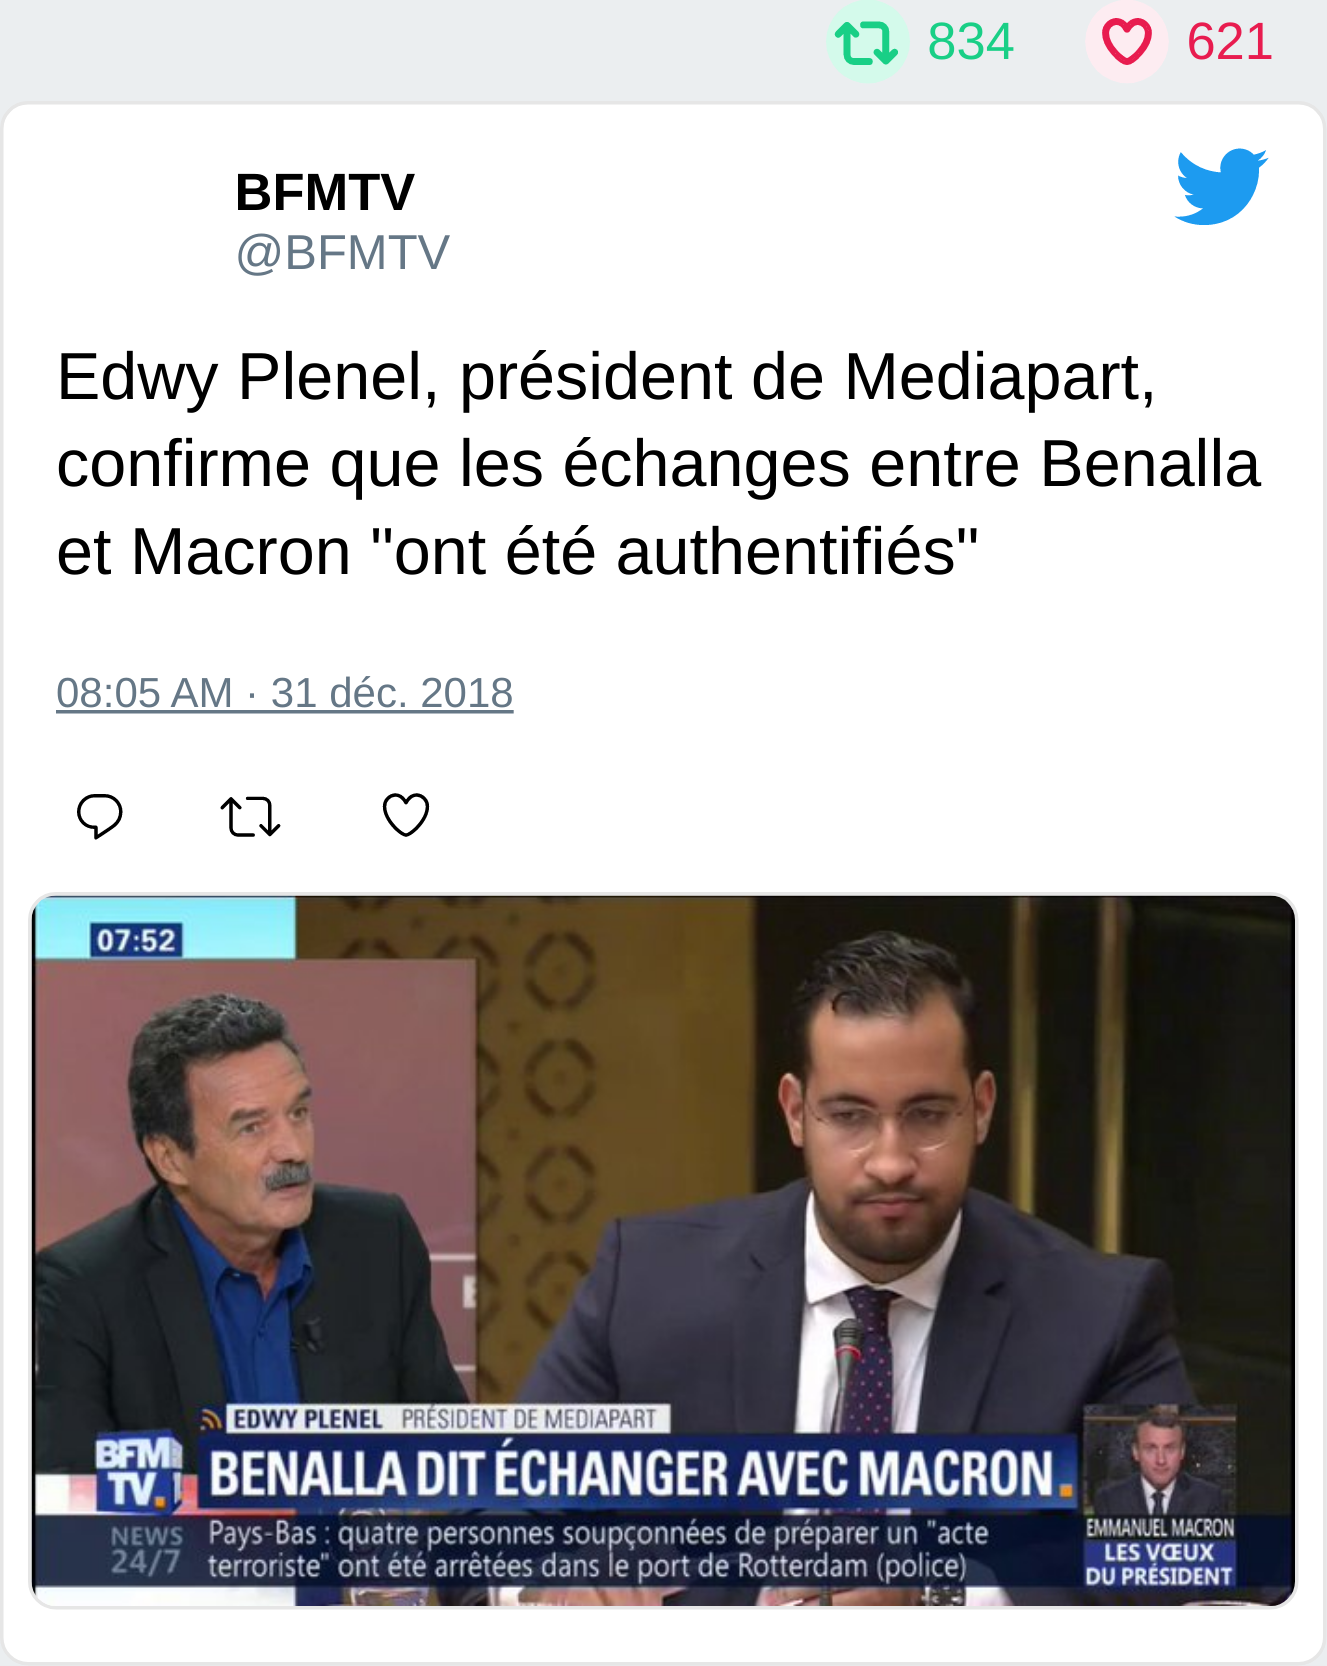 834 621
BFMTV
@BFMTV
Edwy Plenel, président de Mediapart,
confirme que les échanges entre Benalla
et Macron "ont été authentifiés"
08:05 AM · 31 déc. 2018
07:52
EDWY PLENEL PRÉSIDENT DE MEDIAPART
BFM
TV.
BENALLA DIT ÉCHANGER AVEC MACRON.
NEWS
24/7
Pays-Bas : quatre personnes soupçonnées de préparer un "acte
terroriste" ont été arrêtées dans le port de Rotterdam (police)
EMMANUEL MACRON
LES VŒUX
DU PRÉSIDENT